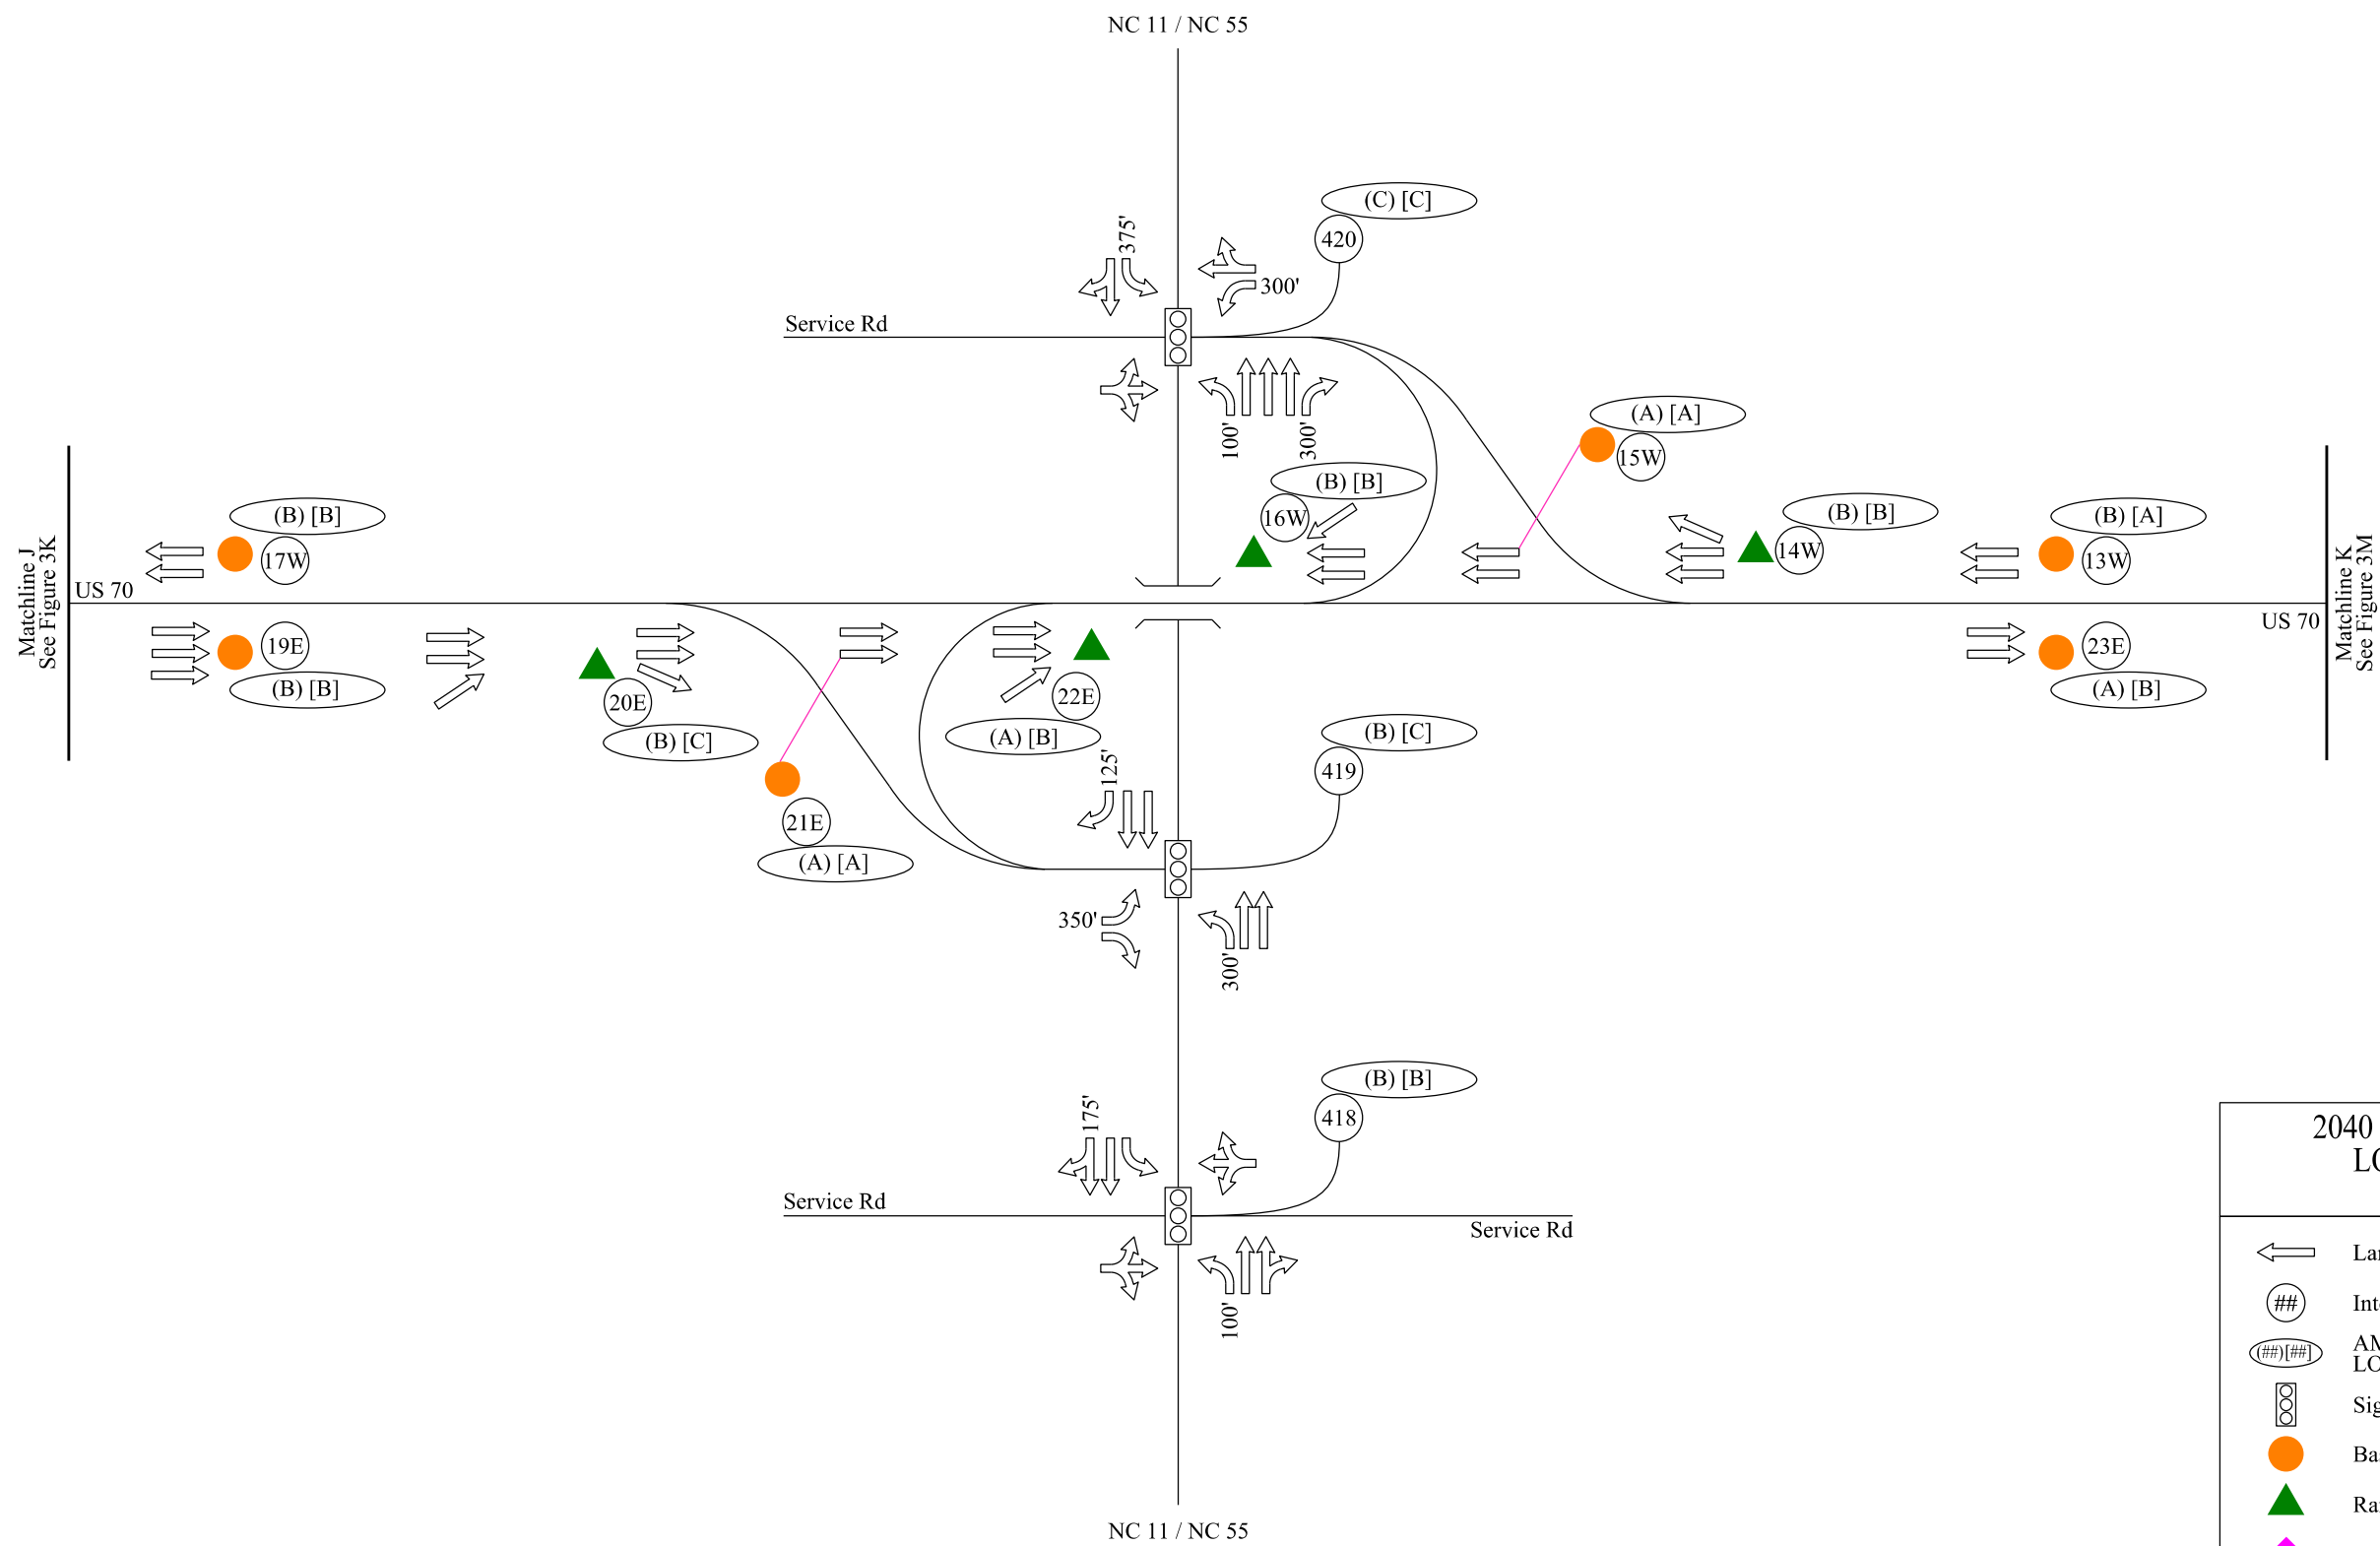 NC 11 / NC 55
(C) [C]
420
375'
300'
Service Rd
100'
300'
(A) [A]
15W
(B) [B]
16W
(B) [B]
14W
(B) [A]
13W
(B) [B]
17W
Matchline J
See Figure 3K
US 70
Matchline K
See Figure 3M
US 70
19E
(B) [B]
20E
(B) [C]
21E
(A) [A]
22E
(A) [B]
23E
(A) [B]
125'
(B) [C]
419
350'
300'
(B) [B]
418
175'
Service Rd
Service Rd
100'
NC 11 / NC 55
2040
##
(##)[##]
AM